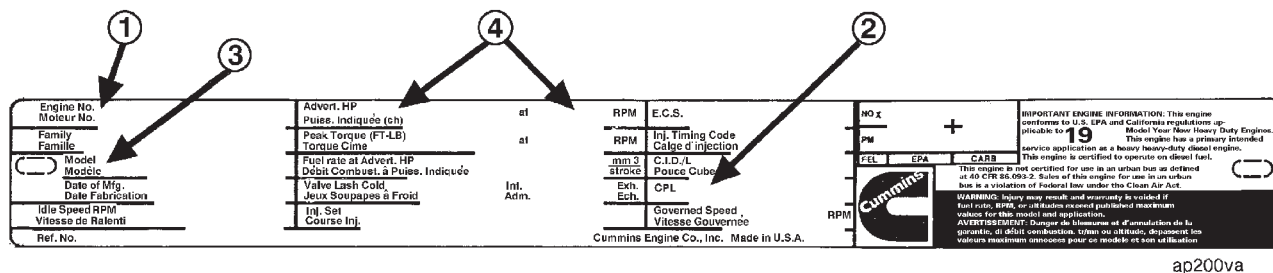 1
3
4
2
Engine No.
Moteur No.
Family
Famille
Model
Modèle
Date of Mfg.
Date Fabrication
Idle Speed RPM
Vitesse de Ralenti
Ref. No.
Advert. HP
Puiss. Indiquée (ch)
at
RPM
Peak Torque (FT-LB)
Torque Cime
at
RPM
Fuel rate at Advert. HP
Débit Combust. à Puiss. Indiquée
mm 3
stroke
Valve Lash Cold
Jeux Soupapes à Froid
Int.
Adm.
Exh.
Ech.
Inj. Set
Course Inj.
E.C.S.
Inj. Timing Code
Calge d'injection
C.I.D./L
Pouce Cube
CPL
Governed Speed
Vitesse Gouvernée
RPM
Cummins Engine Co., Inc. Made in U.S.A.
NOX
PM
+
FEL EPA CARB
Cummins
IMPORTANT ENGINE INFORMATION: This engine
conforms to U.S. EPA and California regulations ap-
plicable to 19 Model Year New Heavy Duty Engines.
This engine has a primary intended
service application as a heavy heavy-duty diesel engine.
This engine is certified to operate on diesel fuel.
This engine is not certified for use in an urban bus as defined
at 40 CFR 86.093-2. Sales of this engine for use in an urban
bus is a violation of Federal law under the Clean Air Act.
WARNING: Injury may result and warranty is voided if
fuel rate, RPM, or altitudes exceed published maximum
values for this model and application.
AVERTISSEMENT: Danger de blessures et d'annulation de la
garantie, di débit combustion. tr/mn ou altitude, depassent les
valeurs maximum annocees pour ce modele et son utilisation
ap200va